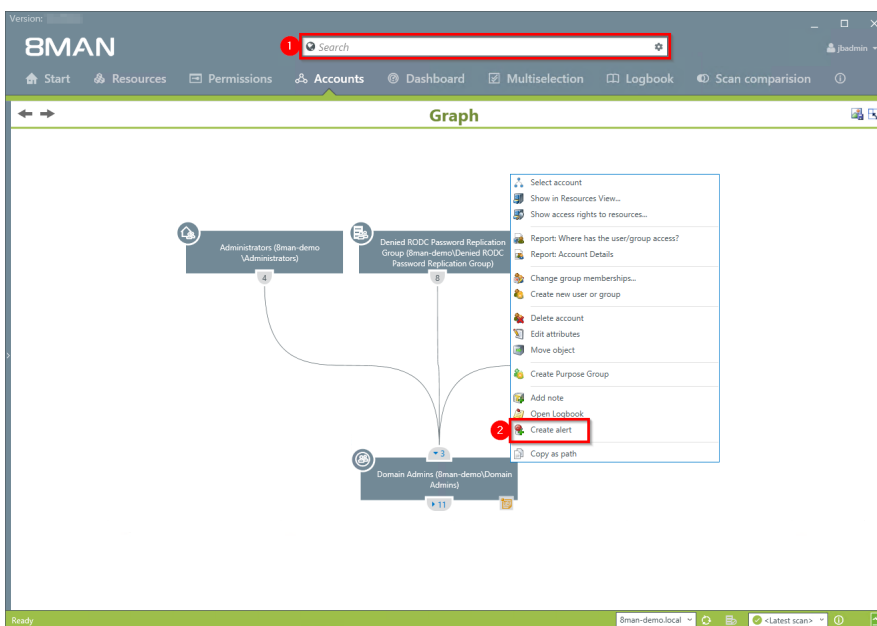 Version:
8MAN
1
Search
jbadmin
Start Resources Permissions Accounts Dashboard Multiselection Logbook Scan comparision
Graph
Select account
Show in Resources View...
Show access rights to resources...
Report: Where has the user/group access?
Report: Account Details
Change group memberships...
Create new user or group
Delete account
Edit attributes
Move object
Create Purpose Group
Add note
Open Logbook
2
Create alert
Copy as path
Administrators (8man-demo
\Administrators)
4
Denied RODC Password Replication
Group (8man-demo\Denied RODC
Password Replication Group)
8
3
Domain Admins (8man-demo\Domain
Admins)
11
Ready
8man-demo.local
<Latest scan>